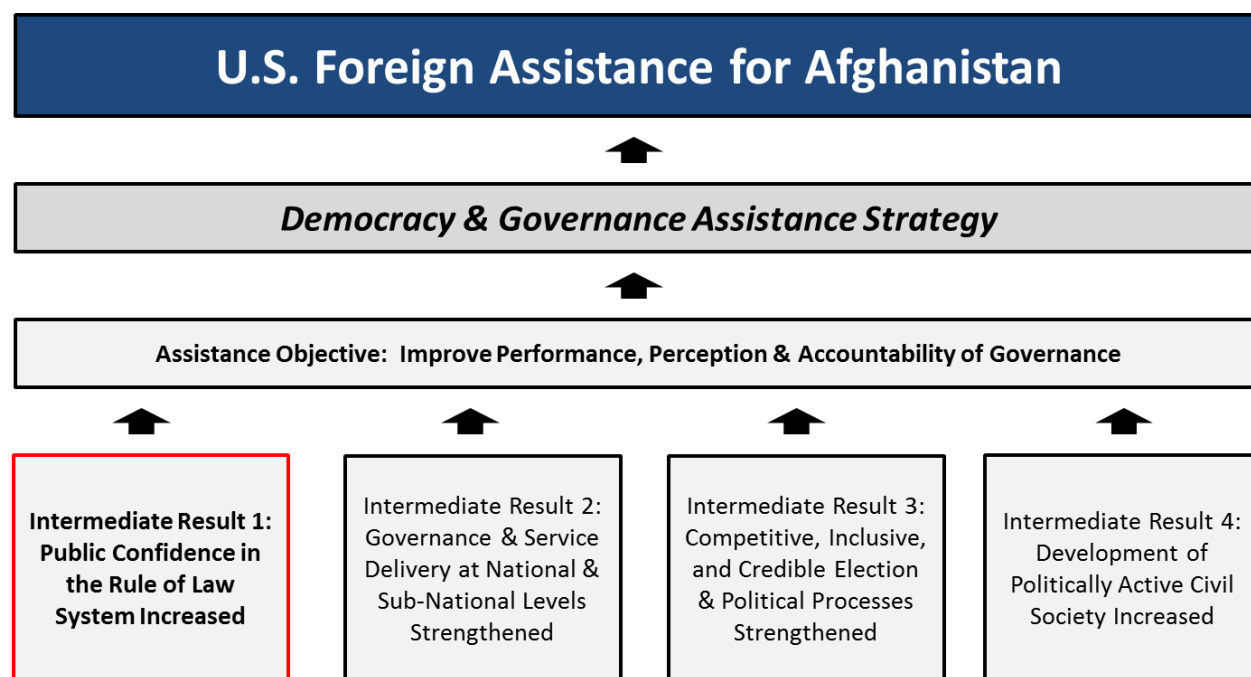 U.S. Foreign Assistance for Afghanistan
Democracy & Governance Assistance Strategy
Assistance Objective:  Improve Performance, Perception & Accountability of Governance
Intermediate Result 1:
Public Confidence in
the Rule of Law
System Increased
Intermediate Result 2:
Governance & Service
Delivery at National &
Sub-National Levels
Strengthened
Intermediate Result 3:
Competitive, Inclusive,
and Credible Election
& Political Processes
Strengthened
Intermediate Result 4:
Development of
Politically Active Civil
Society Increased